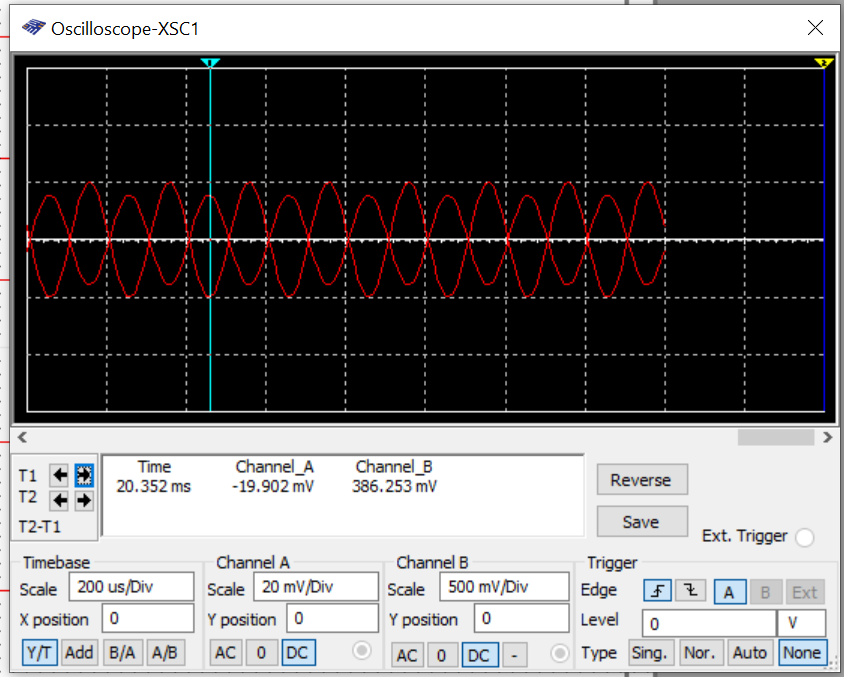 Oscilloscope-XSC1
1 2
Time Channel_A Channel_B
T1 20.352 ms -19.902 mV 386.253 mV
T2
T2-T1
Reverse
Save
Ext. Trigger
Timebase Channel A Channel B Trigger
Scale 200 us/Div Scale 20 mV/Div Scale 500 mV/Div Edge A B Ext
X position 0 Y position 0 Y position 0 Level 0 V
Y/T Add B/A A/B AC 0 DC AC 0 DC - Type Sing. Nor. Auto None